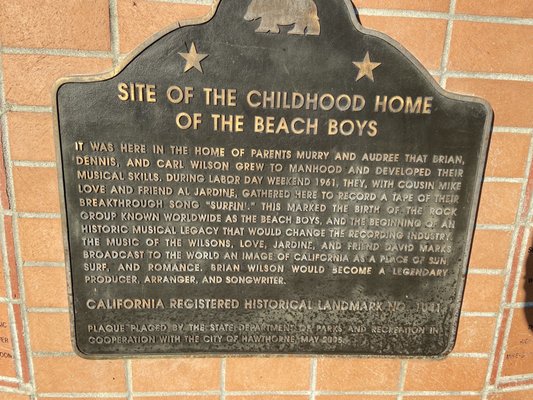 SITE OF THE CHILDHOOD HOME
OF THE BEACH BOYS
IT WAS HERE IN THE HOME OF PARENTS MURRY AND AUDREE THAT BRIAN,
DENNIS, AND CARL WILSON GREW TO MANHOOD AND DEVELOPED THEIR
MUSICAL SKILLS. DURING LABOR DAY WEEKEND 1961, THEY, WITH COUSIN MIKE
LOVE AND FRIEND AL JARDINE, GATHERED HERE TO RECORD A TAPE OF THEIR
BREAKTHROUGH SONG "SURFIN'." THIS MARKED THE BIRTH OF THE ROCK
GROUP KNOWN WORLDWIDE AS THE BEACH BOYS, AND THE BEGINNING OF AN
HISTORIC MUSICAL LEGACY THAT WOULD CHANGE THE RECORDING INDUSTRY.
THE MUSIC OF THE WILSONS, LOVE, JARDINE, AND FRIEND DAVID MARKS
BROADCAST TO THE WORLD AN IMAGE OF CALIFORNIA AS A PLACE OF SUN,
SURF, AND ROMANCE. BRIAN WILSON WOULD BECOME A LEGENDARY
PRODUCER, ARRANGER, AND SONGWRITER.
CALIFORNIA REGISTERED HISTORICAL LANDMARK NO. 1041
PLAQUE PLACED BY THE STATE DEPARTMENT OF PARKS AND RECREATION IN
COOPERATION WITH THE CITY OF HAWTHORNE, MAY 2005.